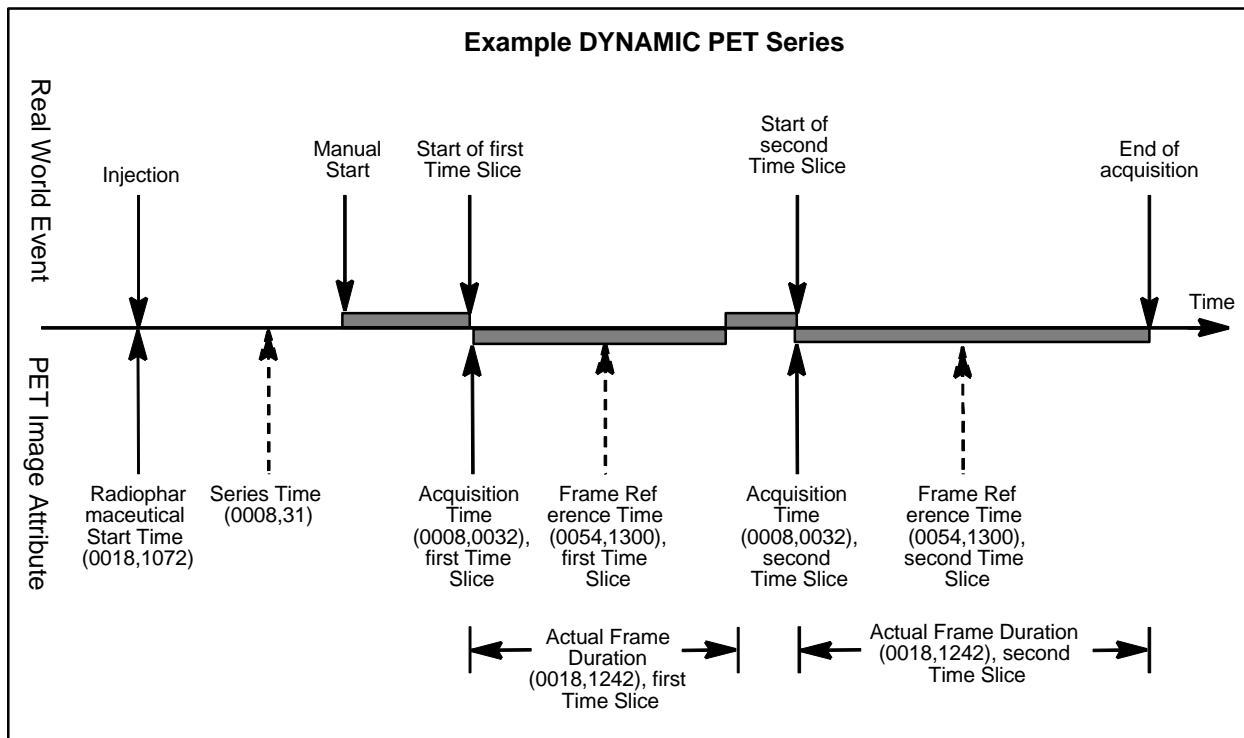 Example DYNAMIC PET Series
Real World Event
Injection
Manual
Start
Start of first
Time Slice
Start of
second
Time Slice
End of
acquisition
Time
PET Image Attribute
Radiophar
maceutical
Start Time
(0018,1072)
Series Time
(0008,31)
Acquisition
Time
(0008,0032),
first Time
Slice
Frame Ref
erence Time
(0054,1300),
first Time
Slice
Acquisition
Time
(0008,0032),
second
Time Slice
Frame Ref
erence Time
(0054,1300),
second Time
Slice
Actual Frame
Duration
(0018,1242), first
Time Slice
Actual Frame Duration
(0018,1242), second
Time Slice